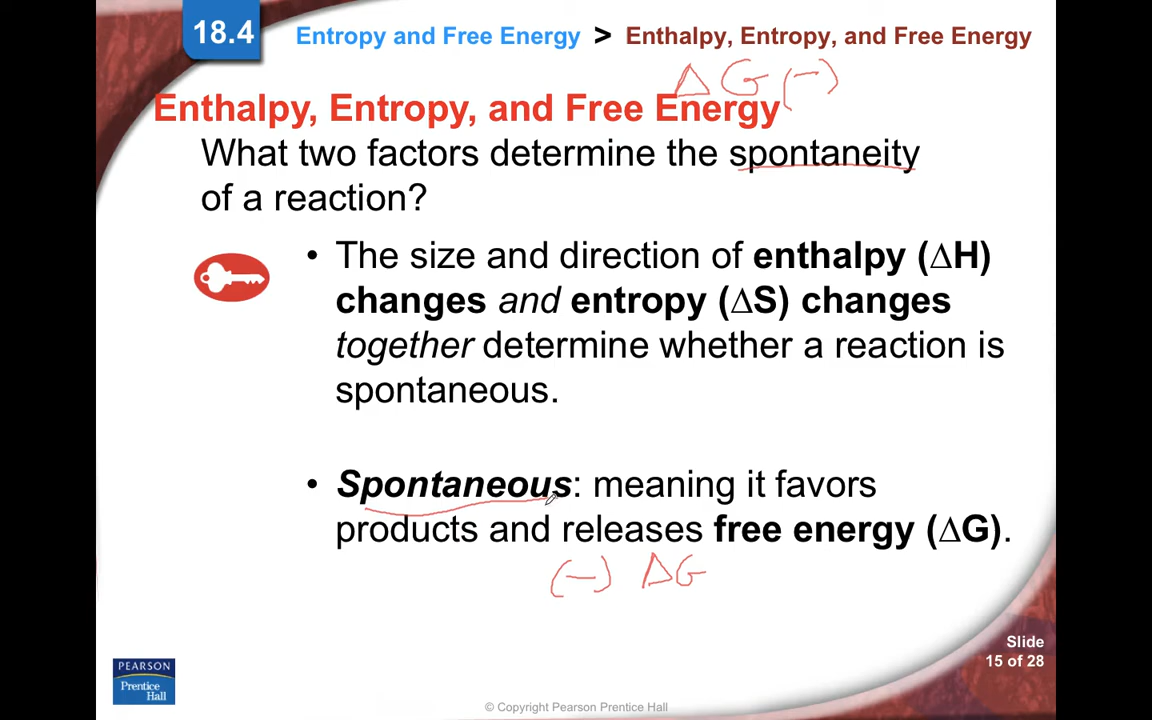 18.4 Entropy and Free Energy > Enthalpy, Entropy, and Free Energy
Δ G (-)
Enthalpy, Entropy, and Free Energy
What two factors determine the spontaneity
of a reaction?
• The size and direction of enthalpy (∆H)
changes and entropy (∆S) changes
together determine whether a reaction is
spontaneous.
• Spontaneous: meaning it favors
products and releases free energy (∆G).
(-) ΔG
Slide
15 of 28
PEARSON
Prentice
Hall
© Copyright Pearson Prentice Hall